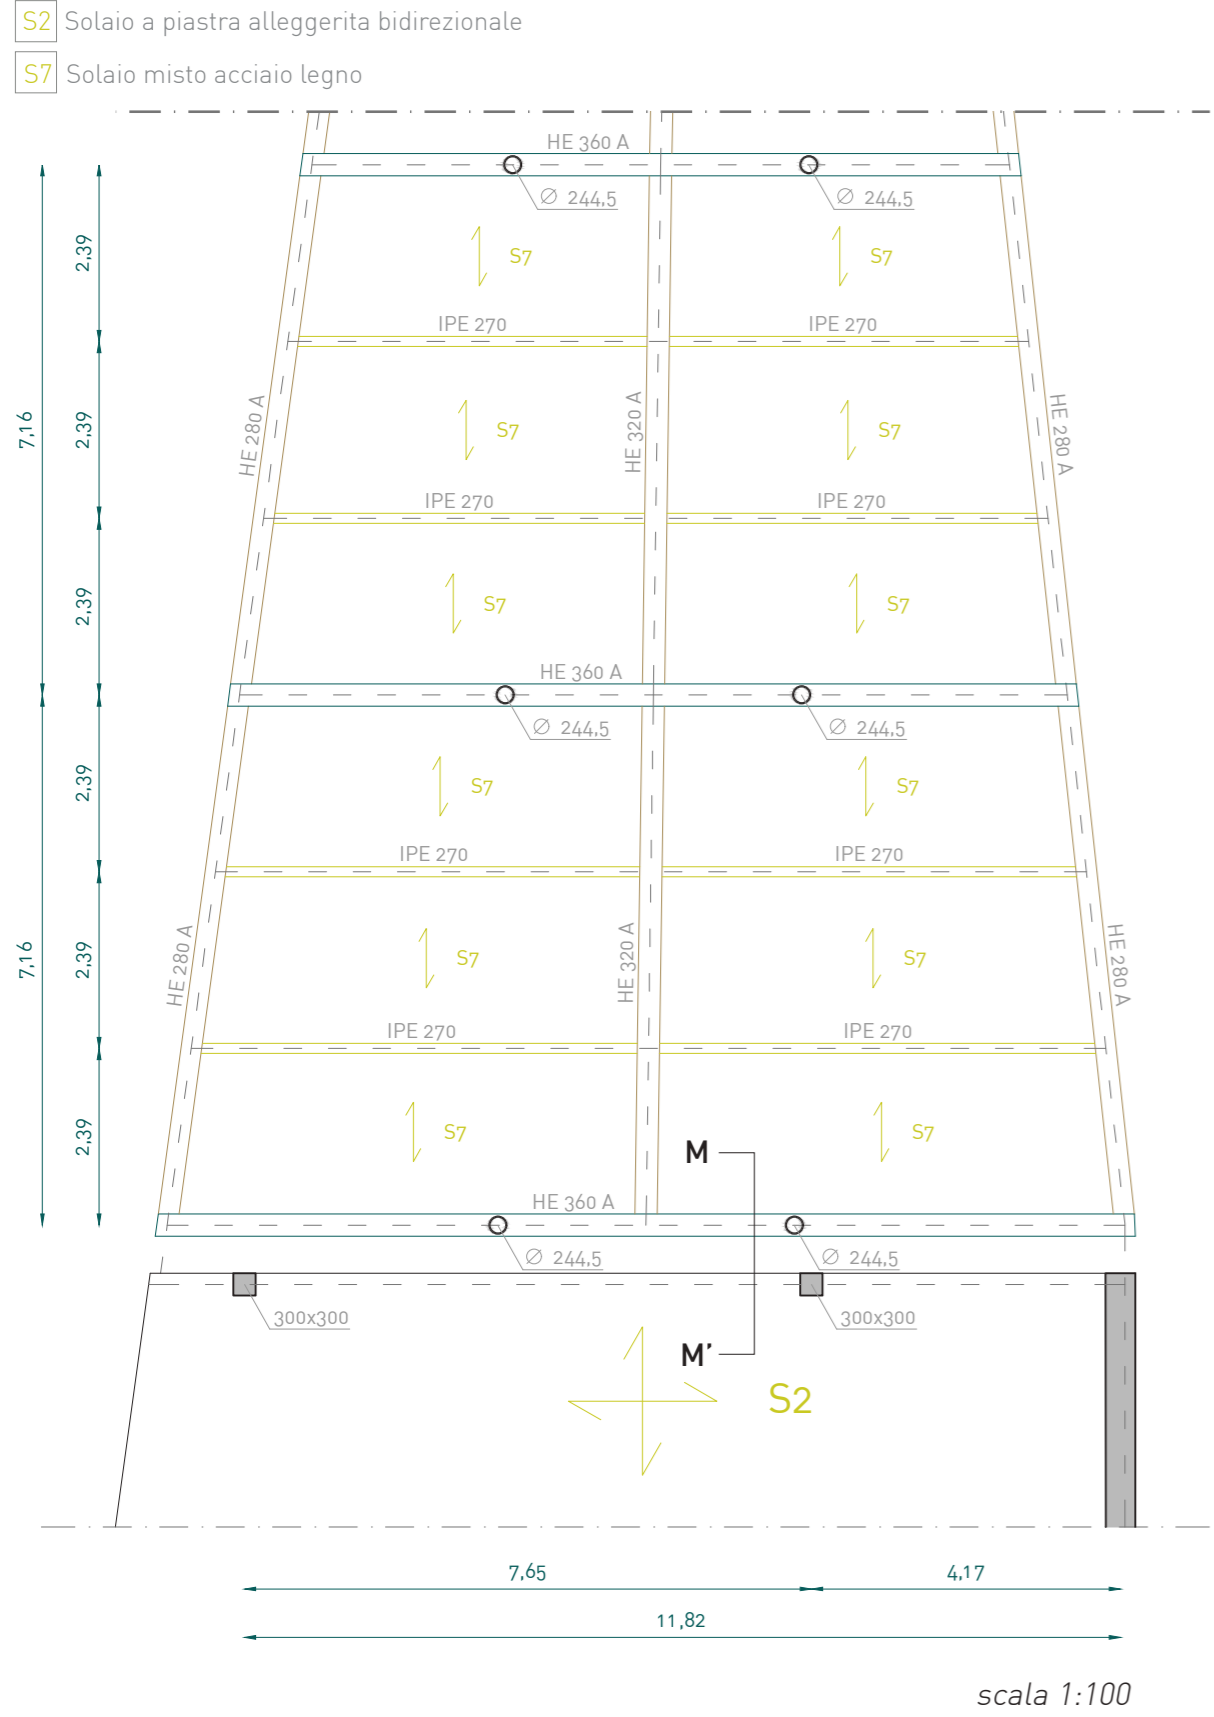 S2 Solaio a piastra alleggerita bidirezionale
S7 Solaio misto acciaio legno
HE 360 A
Ø 244,5 Ø 244,5
2,39
S7 S7
IPE 270 IPE 270
7,16
2,39
HE 280 A
S7
HE 320 A
S7
HE 280 A
IPE 270 IPE 270
2,39
S7 S7
HE 360 A
Ø 244,5 Ø 244,5
2,39
S7 S7
IPE 270 IPE 270
7,16
2,39
HE 280 A
S7
HE 320 A
S7
HE 280 A
IPE 270 IPE 270
2,39
S7 S7
M
HE 360 A
Ø 244,5 Ø 244,5
300x300 300x300
M’
S2
7,65 4,17
11,82
scala 1:100